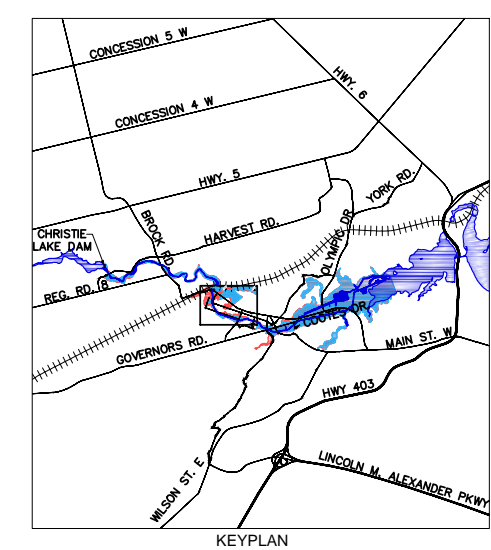 CONCESSION 5 W
HWY. 6
CONCESSION 4 W
HWY. 5
YORK RD.
BROCK RD.
HARVEST RD.
OLYMPIC DR
CHRISTIE
LAKE DAM
REG. RD. (8
COOTES DR.
GOVERNORS RD.
MAIN ST. W
HWY 403
WILSON ST. E
LINCOLN M. ALEXANDER PKWY
KEYPLAN